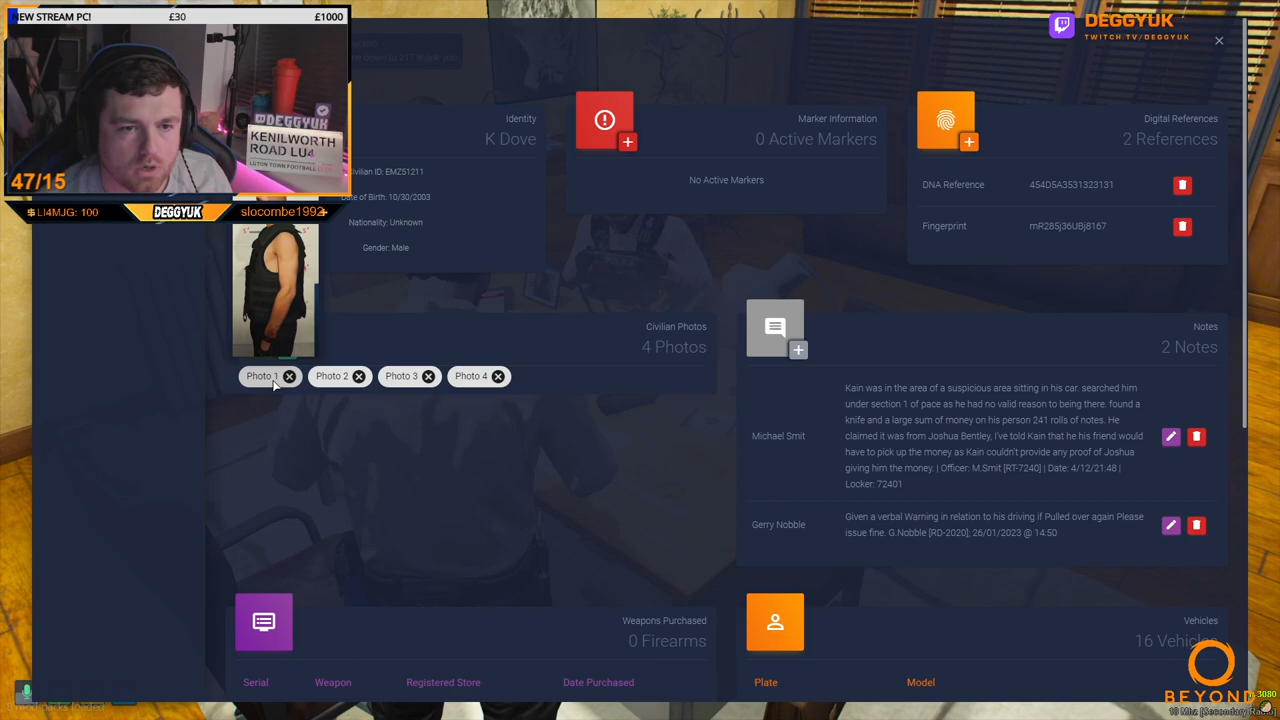 NEW STREAM PC! £30 £1000
@DEGGYUK
KENILWORTH
ROAD LU4
LUTON TOWN FOOTBALL CLUB
47/15
LI4MJG: 100
DEGGYUK
slocombe1992
DEGGYUK
TWITCH.TV/DEGGYUK
Identity
K Dove
Civilian ID: EMZ51211
Date of Birth: 10/30/2003
Nationality: Unknown
Gender: Male
Marker Information
0 Active Markers
No Active Markers
Digital References
2 References
DNA Reference 454D5A3531323131
Fingerprint mR285j36UBj8167
Civilian Photos
4 Photos
Photo 1 Photo 2 Photo 3 Photo 4
Notes
2 Notes
Michael Smit
Kain was in the area of a suspicious area sitting in his car. searched him
under section 1 of pace as he had no valid reason to being there. found a
knife and a large sum of money on his person 241 rolls of notes. He
claimed it was from Joshua Bentley, I've told Kain that he his friend would
have to pick up the money as Kain couldn't provide any proof of Joshua
giving him the money. | Officer: M.Smit [RT-7240] | Date: 4/12/21:48 |
Locker: 72401
Gerry Nobble
Given a verbal Warning in relation to his driving if Pulled over again Please
issue fine. G.Nobble [RD-2020]; 26/01/2023 @ 14:50
Weapons Purchased
0 Firearms
Serial Weapon Registered Store Date Purchased
Vehicles
16 Vehicles
Plate Model
BEYOND
3080